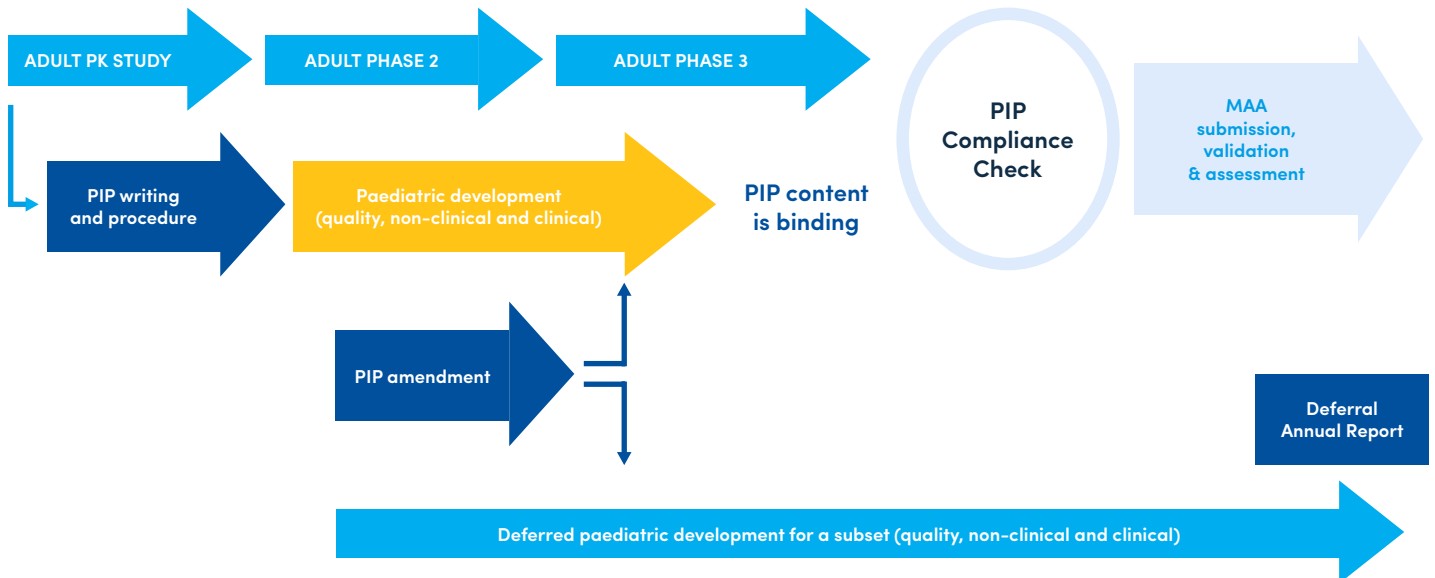 ADULT PK STUDY
ADULT PHASE 2
ADULT PHASE 3
PIP
Compliance
Check
MAA
submission,
validation
& assessment
PIP writing
and procedure
Paediatric development
(quality, non-clinical and clinical)
PIP content
is binding
PIP amendment
Deferral
Annual Report
Deferred paediatric development for a subset (quality, non-clinical and clinical)